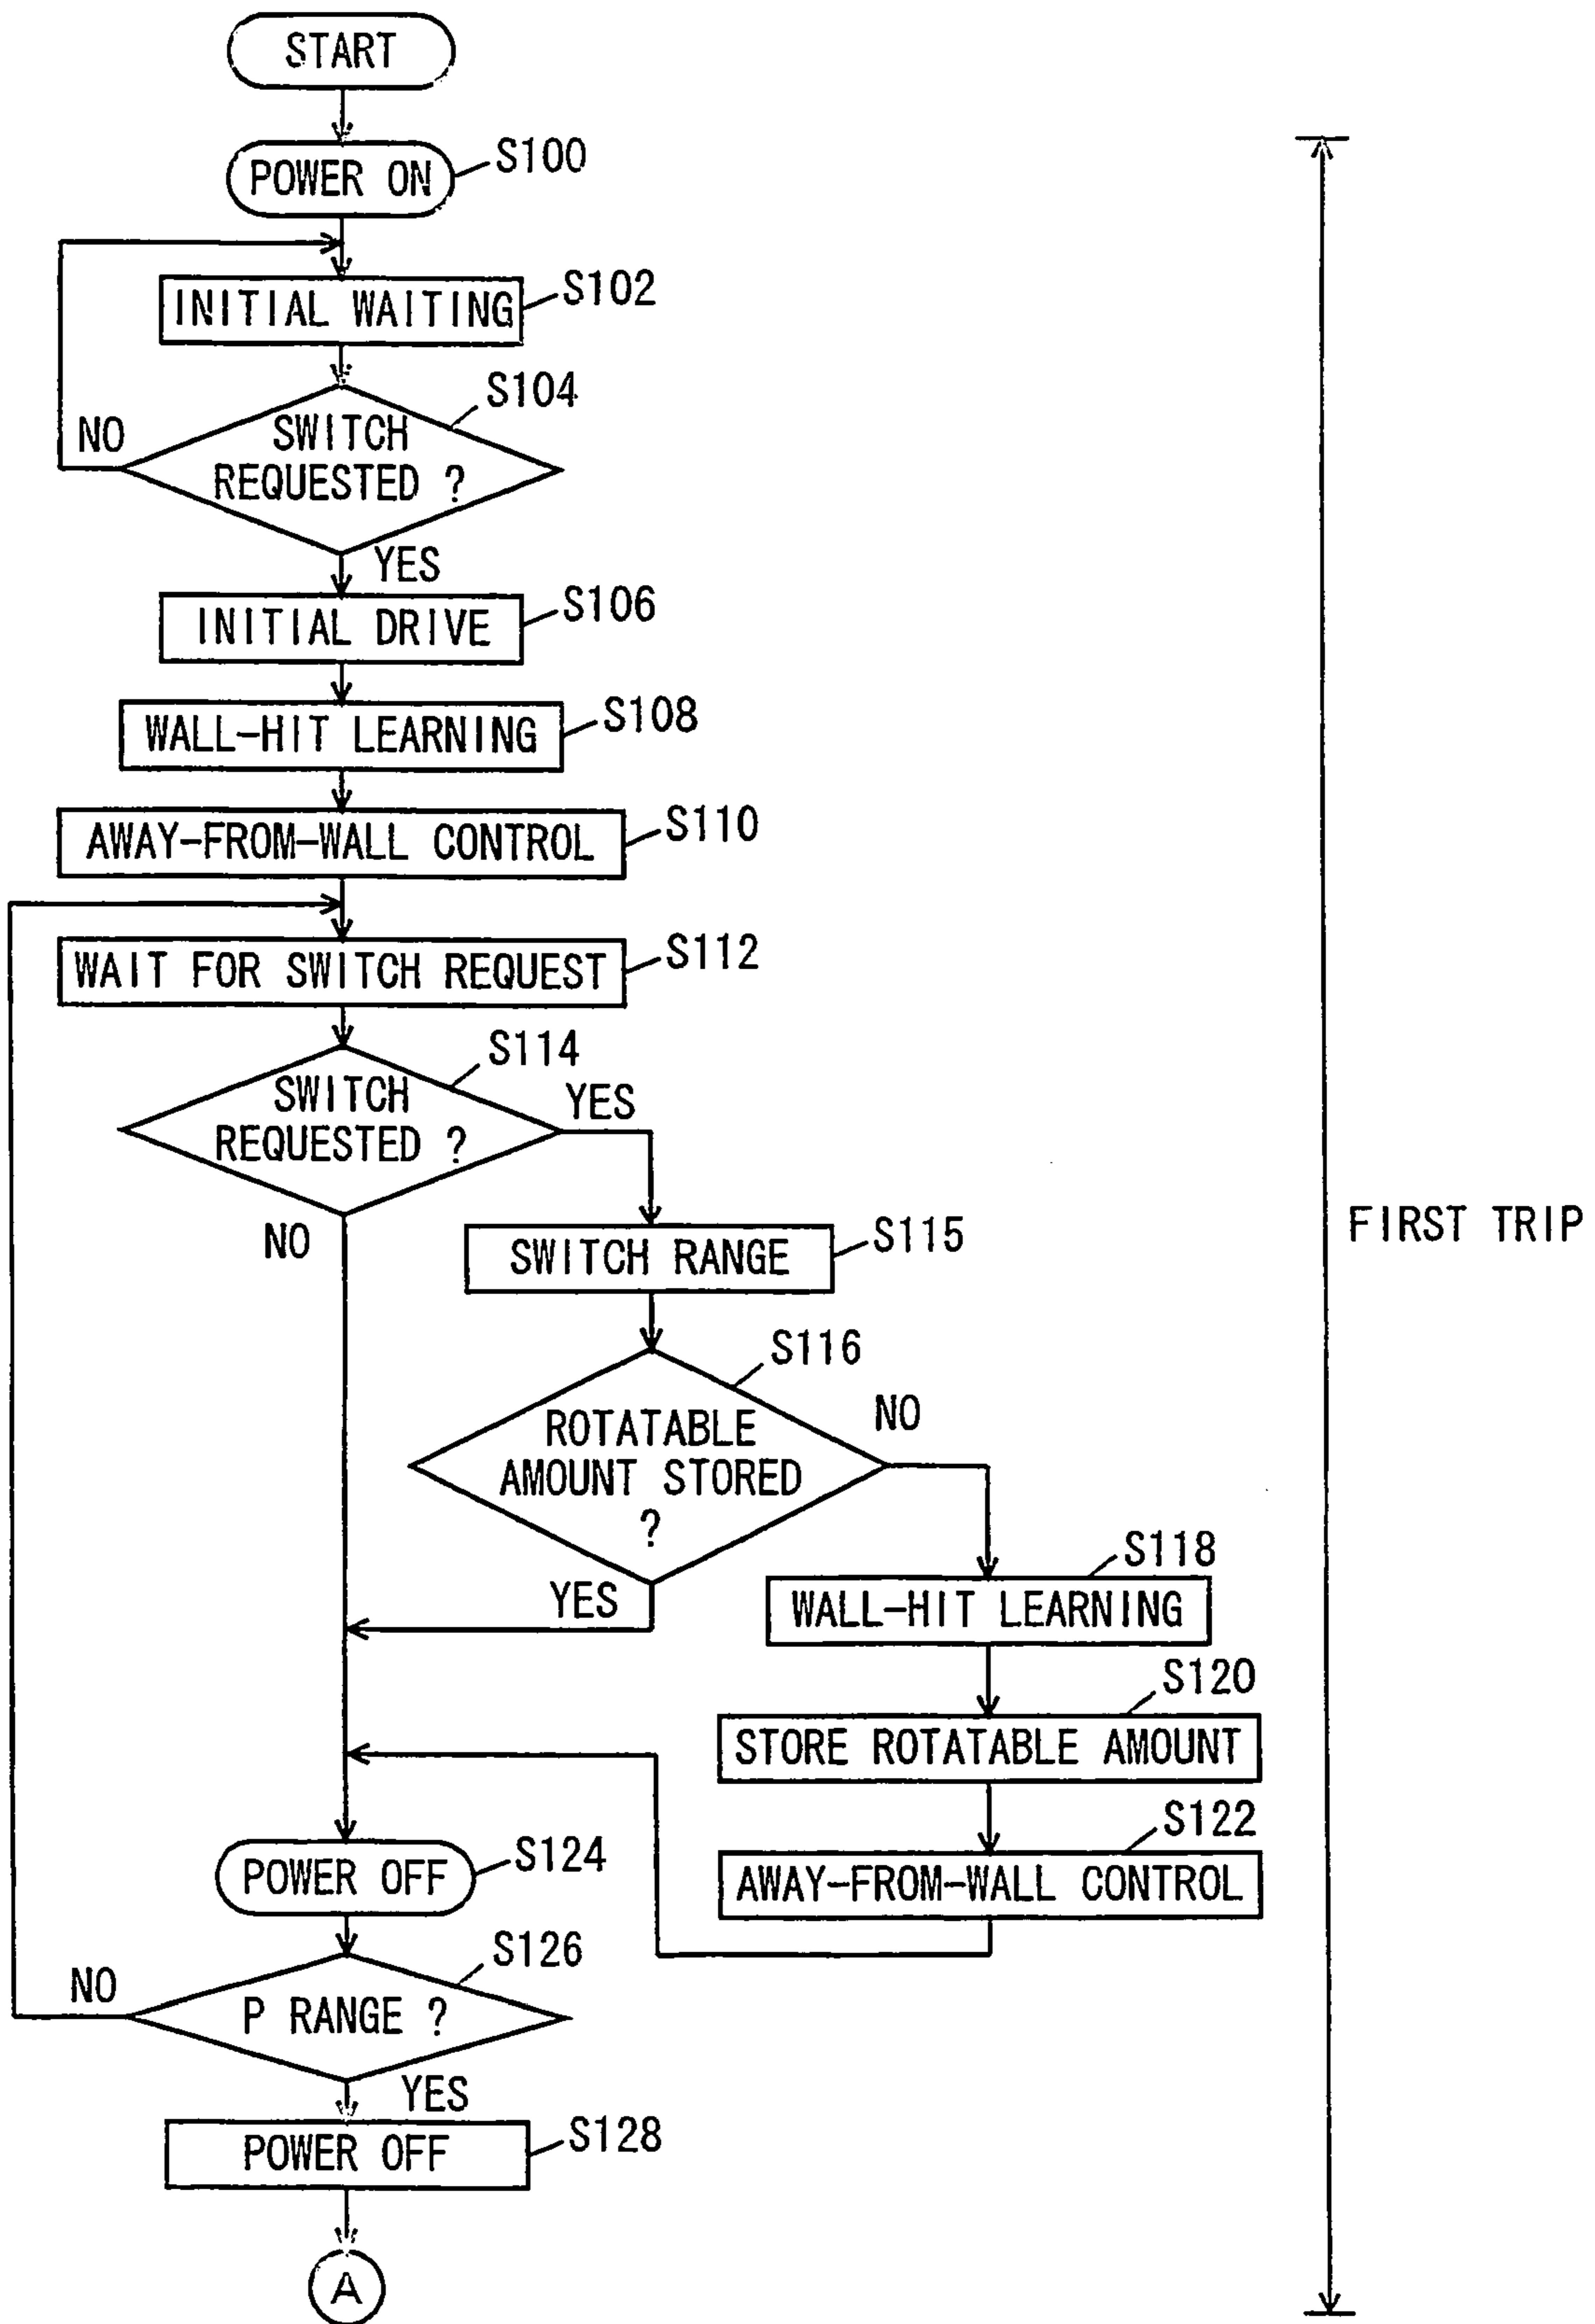 START
POWER ON
S100
INITIAL WAITING
S102
S104
SWITCH
REQUESTED ?
NO
YES
INITIAL DRIVE
S106
WALL-HIT LEARNING
S108
AWAY-FROM-WALL CONTROL
S110
WAIT FOR SWITCH REQUEST
S112
S114
SWITCH
REQUESTED ?
YES
NO
SWITCH RANGE
S115
FIRST TRIP
S116
ROTATABLE
AMOUNT STORED
?
NO
YES
S118
WALL-HIT LEARNING
S120
STORE ROTATABLE AMOUNT
S122
AWAY-FROM-WALL CONTROL
POWER OFF
S124
S126
P RANGE ?
NO
YES
POWER OFF
S128
A